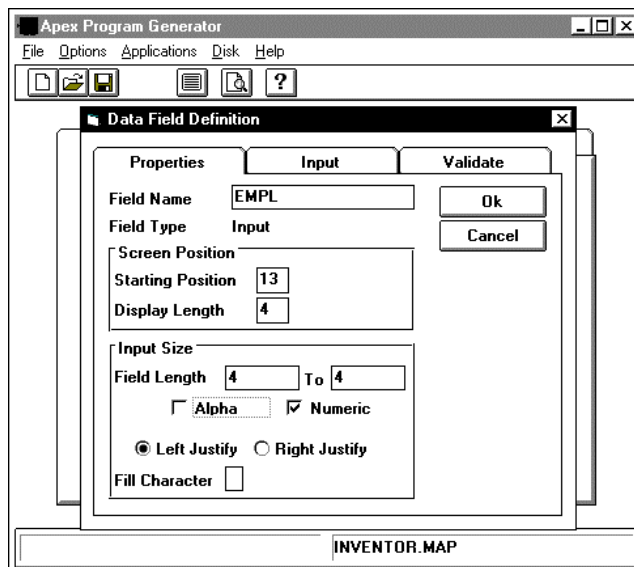 Apex Program Generator
File Options Applications Disk Help
?
Data Field Definition
Properties Input Validate
Field Name EMPL Ok
Field Type Input Cancel
Screen Position
Starting Position 13
Display Length 4
Input Size
Field Length 4 To 4
Alpha Numeric
Left Justify Right Justify
Fill Character
INVENTOR.MAP